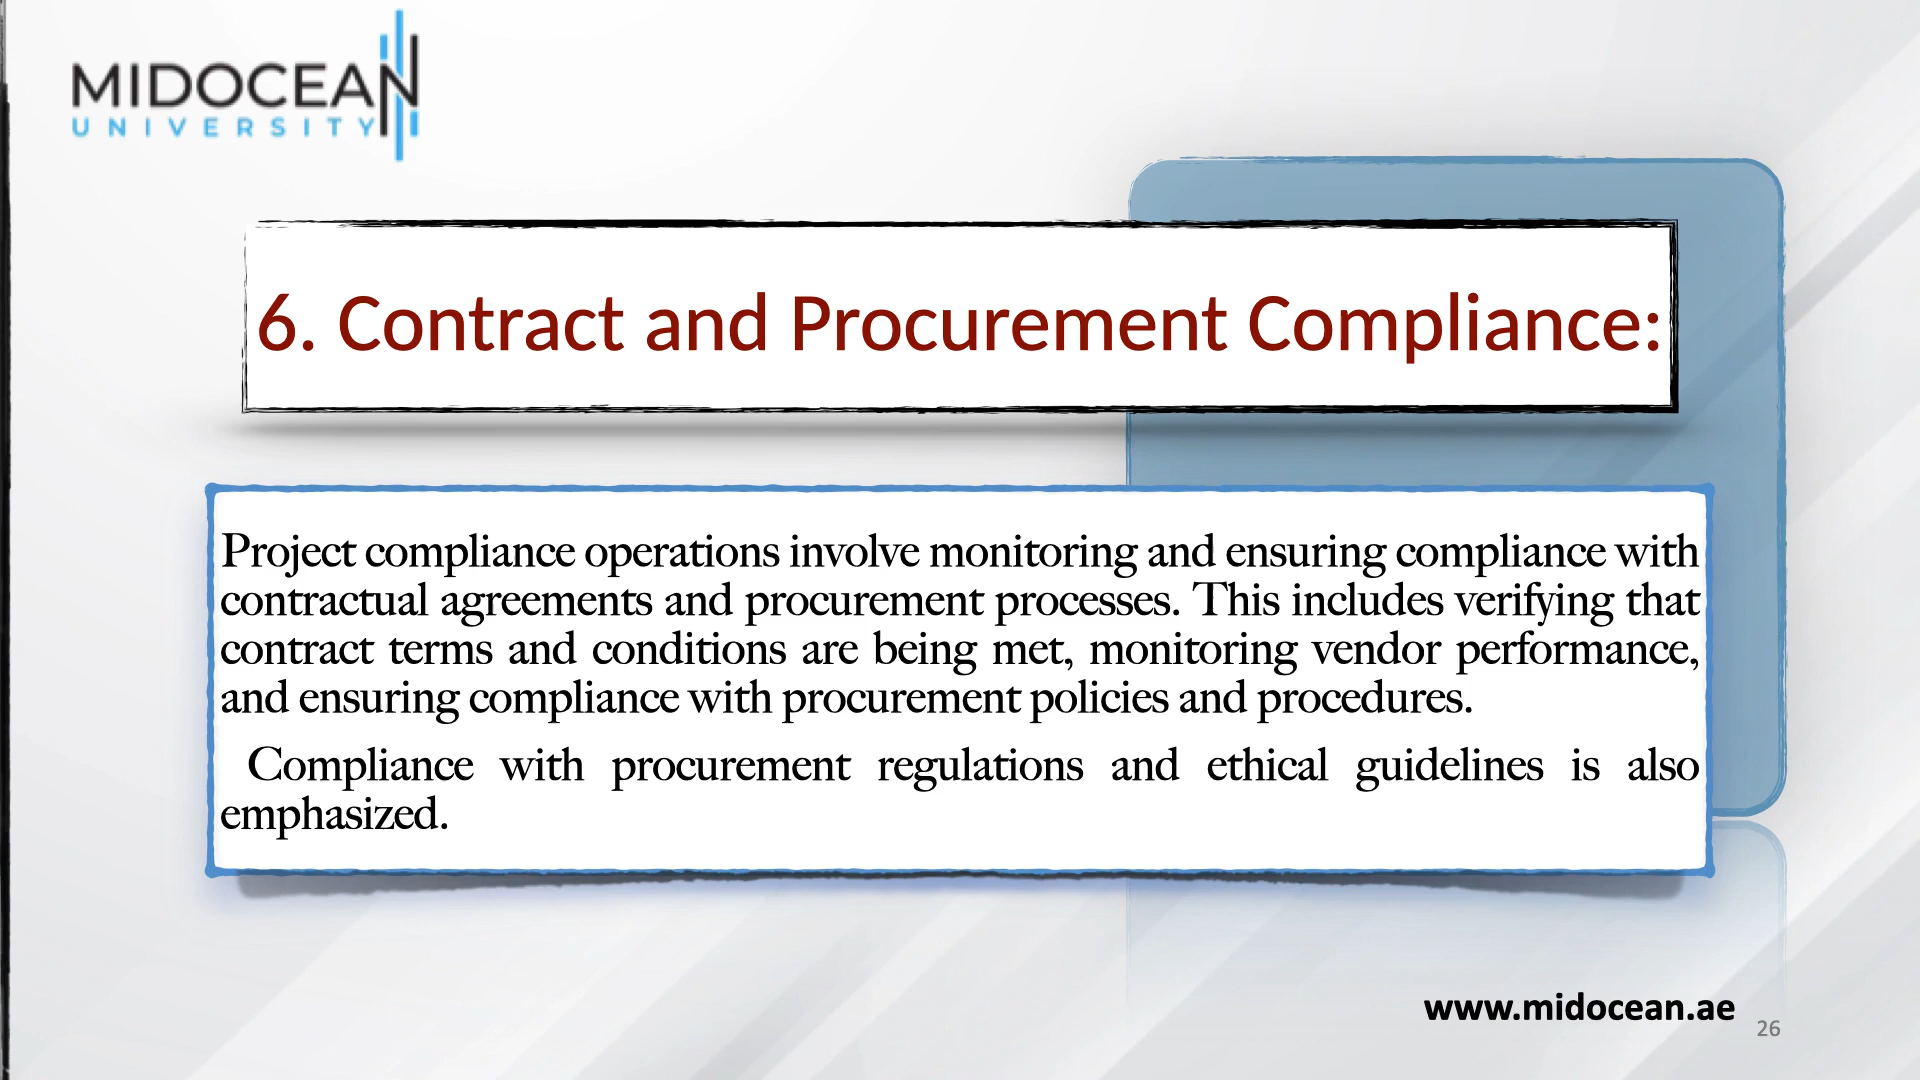 MIDOCEAN
UNIVERSITY
6. Contract and Procurement Compliance:
Project compliance operations involve monitoring and ensuring compliance with
contractual agreements and procurement processes. This includes verifying that
contract terms and conditions are being met, monitoring vendor performance,
and ensuring compliance with procurement policies and procedures.
Compliance with procurement regulations and ethical guidelines is also
emphasized.
www.midocean.ae
26